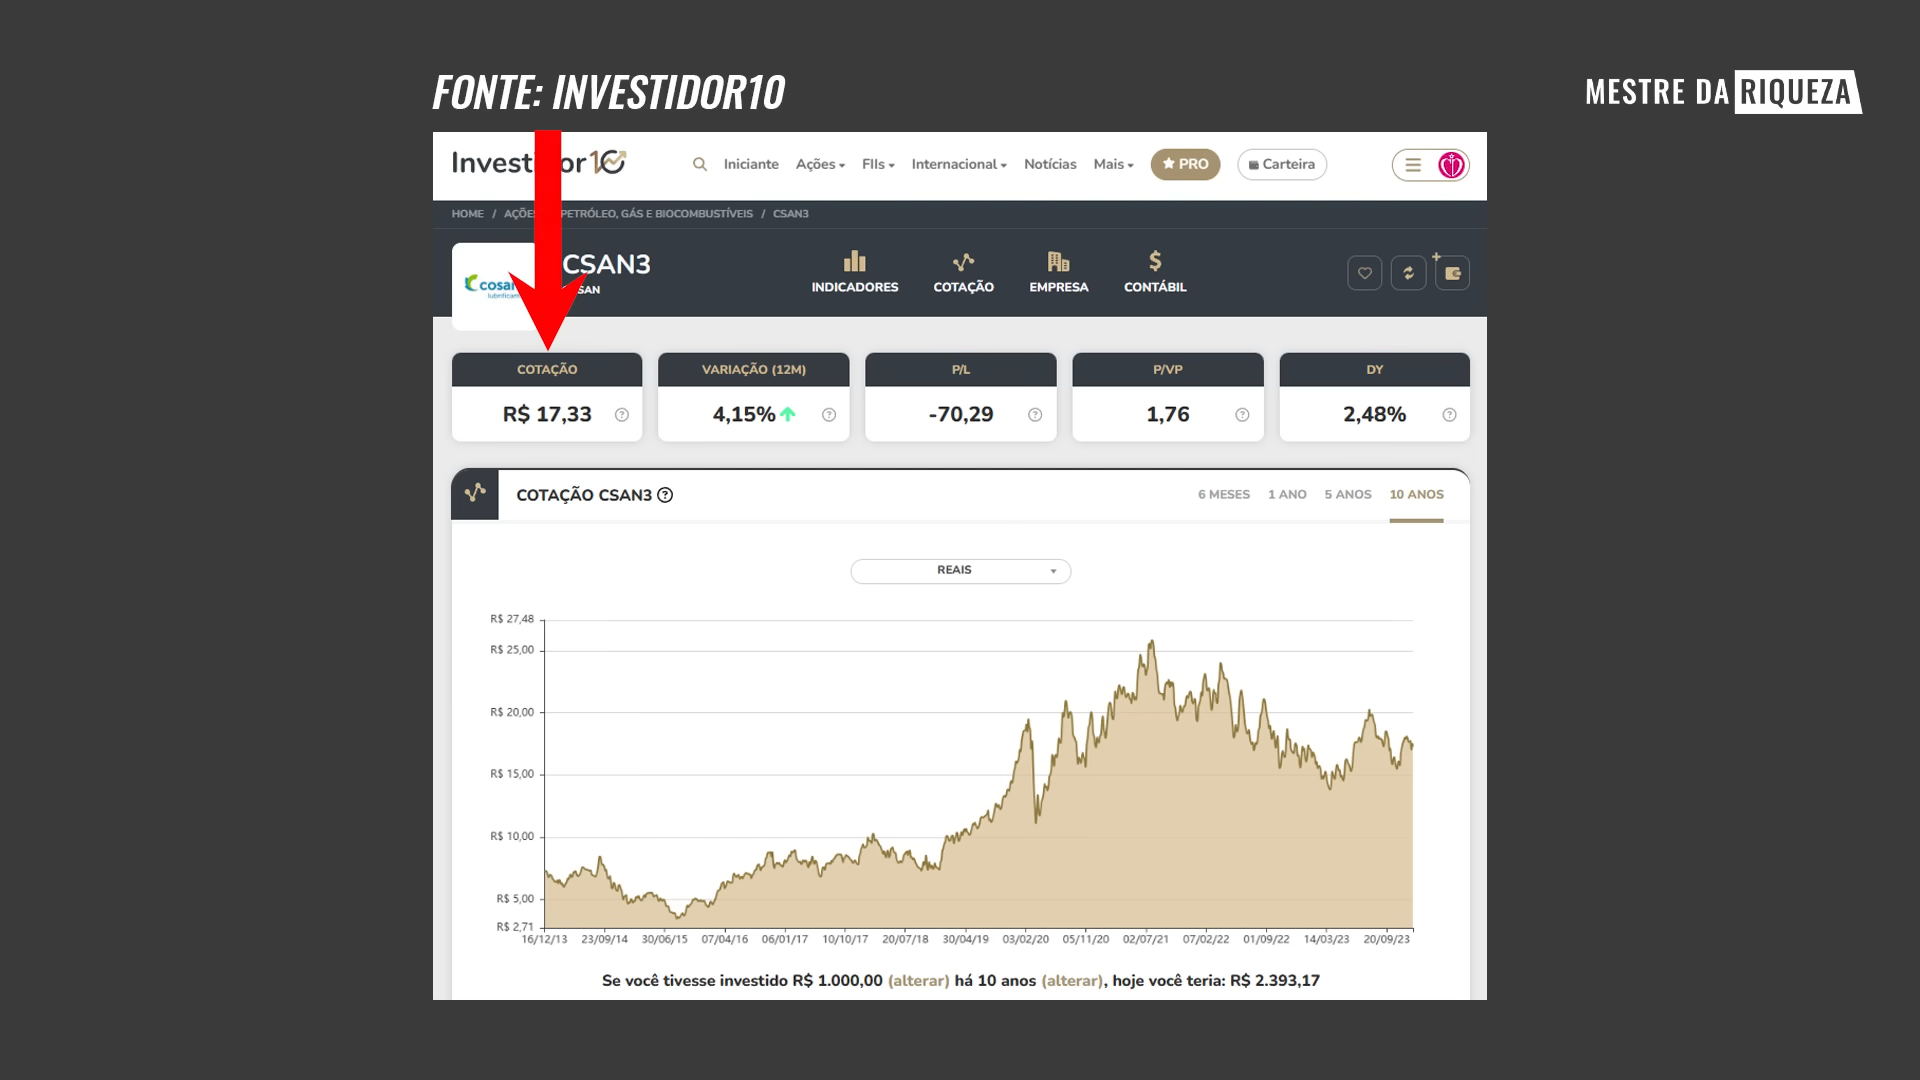 FONTE: INVESTIDOR10
MESTRE DA RIQUEZA
Iniciante Ações FIIs Internacional Notícias Mais PRO Carteira
HOME / PETRÓLEO, GÁS E BIOCOMBUSTÍVEIS / CSAN3
CSAN3
INDICADORES COTAÇÃO EMPRESA CONTÁBIL
COTAÇÃO VARIAÇÃO (12M) P/L P/VP DY
R$ 17,33 4,15% -70,29 1,76 2,48%
COTAÇÃO CSAN3
6 MESES 1 ANO 5 ANOS 10 ANOS
REAIS
R$ 27,48
R$ 25,00
R$ 20,00
R$ 15,00
R$ 10,00
R$ 5,00
R$ 2,71
16/12/13 23/09/14 30/06/15 07/04/16 06/01/17 10/10/17 20/07/18 30/04/19 03/02/20 05/11/20 02/07/21 07/02/22 01/09/22 14/03/23 20/09/23
Se você tivesse investido R$ 1.000,00 (alterar) há 10 anos (alterar), hoje você teria: R$ 2.393,17